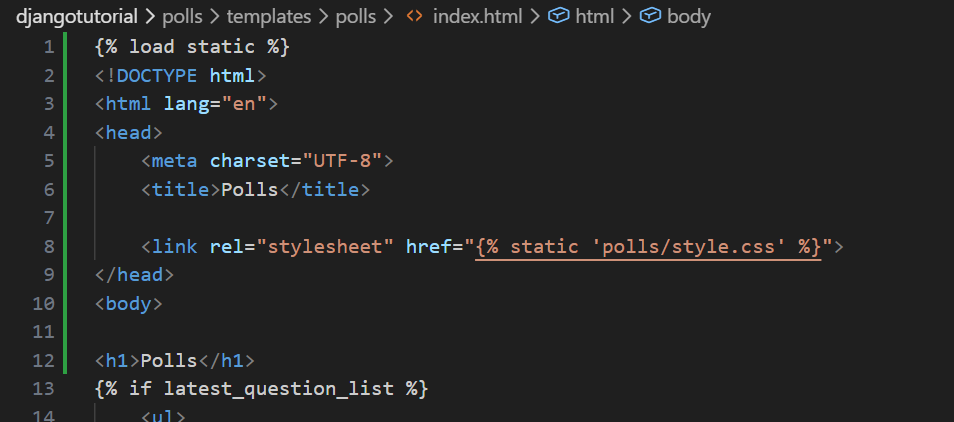 djangotutorial > polls > templates > polls > <> index.html > html > body
1 {% load static %}
2 <!DOCTYPE html>
3 <html lang="en">
4 <head>
5 <meta charset="UTF-8">
6 <title>Polls</title>
7
8 <link rel="stylesheet" href="{% static 'polls/style.css' %}">
9 </head>
10 <body>
11
12 <h1>Polls</h1>
13 {% if latest_question_list %}
14 <ul>